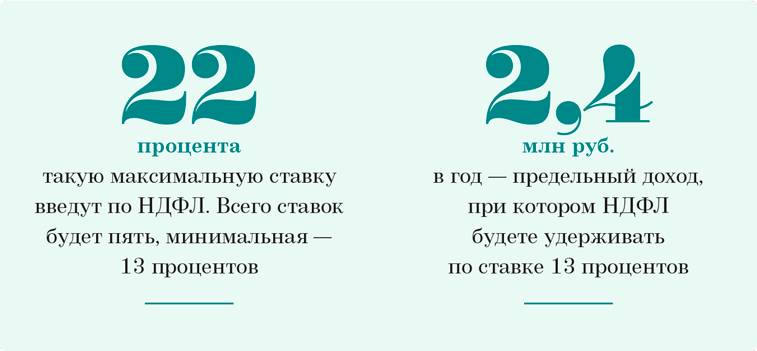 22
процента
такую максимальную ставку
введут по НДФЛ. Всего ставок
будет пять, минимальная —
13 процентов
2,4
млн руб.
в год — предельный доход,
при котором НДФЛ
будете удерживать
по ставке 13 процентов